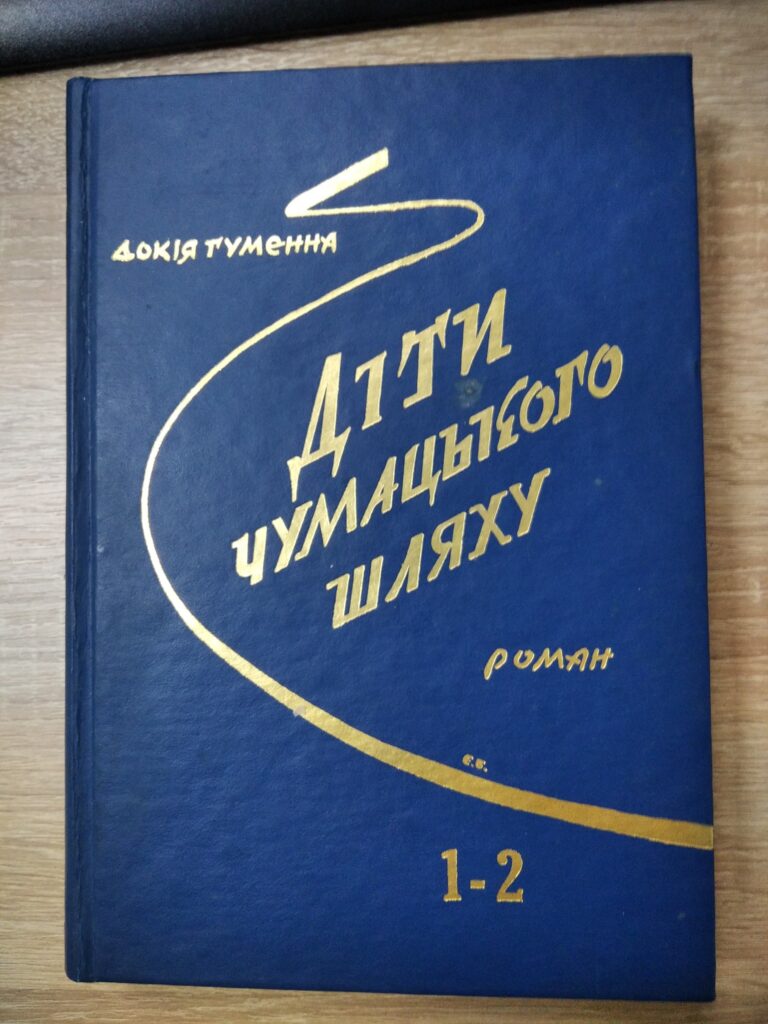 Докія Гуменна
Діти
Чумацького
Шляху
роман
Є.Б.
1-2